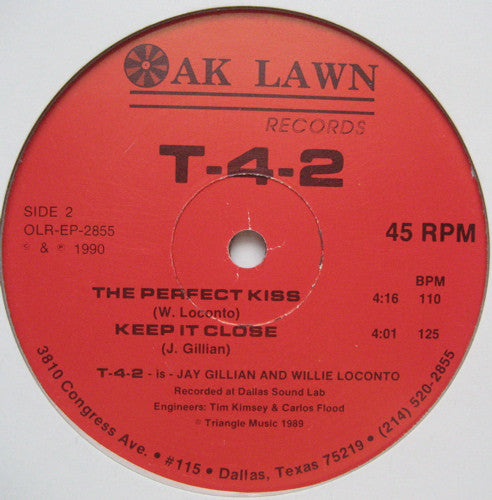 OAK LAWN
RECORDS
T-4-2
SIDE 2
OLR-EP-2855
© & ℗ 1990
45 RPM
BPM
THE PERFECT KISS 4:16 110
(W. Loconto)
KEEP IT CLOSE 4:01 125
(J. Gillian)
T-4-2 - is - JAY GILLIAN AND WILLIE LOCONTO
Recorded at Dallas Sound Lab
Engineers: Tim Kimsey & Carlos Flood
℗ Triangle Music 1989
3810 Congress Ave. • #115 • Dallas, Texas 75219 • (214) 520-2855